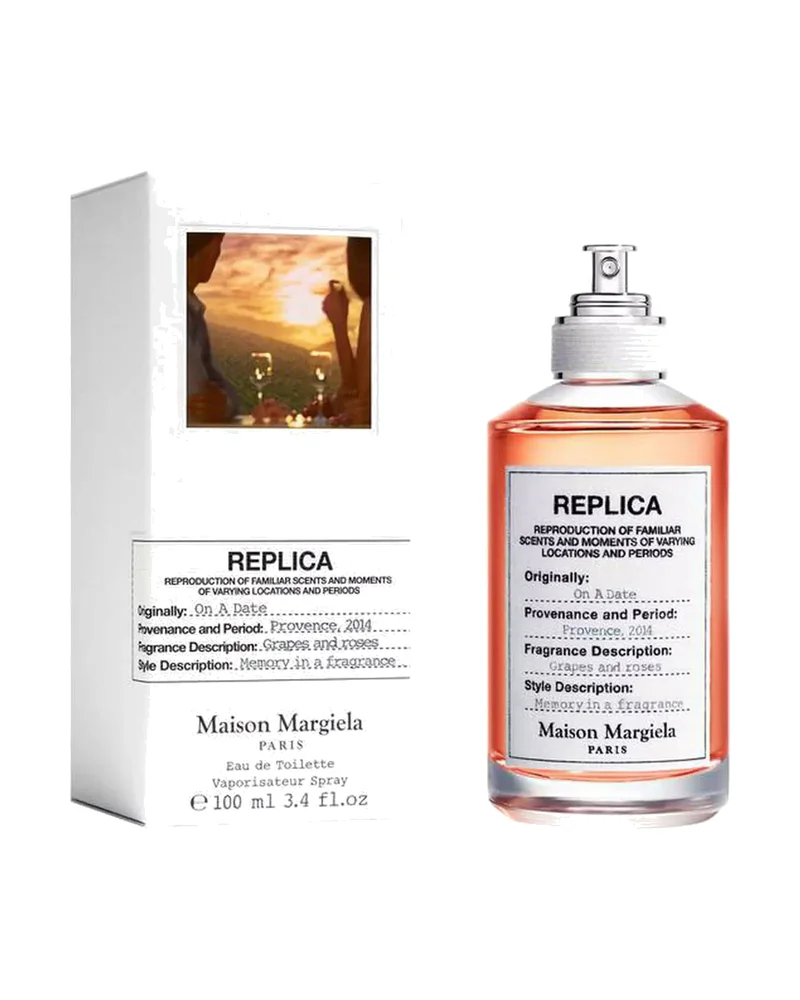 REPLICA
REPRODUCTION OF FAMILIAR SCENTS AND MOMENTS
OF VARYING LOCATIONS AND PERIODS
Originally: On A Date
Provenance and Period: Provence, 2014
Fragrance Description: Grapes and roses
Style Description: Memory in a fragrance
Maison Margiela
PARIS
Eau de Toilette
Vaporisateur Spray
℮ 100 ml 3.4 fl.oz
REPLICA
REPRODUCTION OF FAMILIAR
SCENTS AND MOMENTS OF VARYING
LOCATIONS AND PERIODS
Originally:
On A Date
Provenance and Period:
Provence, 2014
Fragrance Description:
Grapes and roses
Style Description:
Memory in a fragrance
Maison Margiela
PARIS